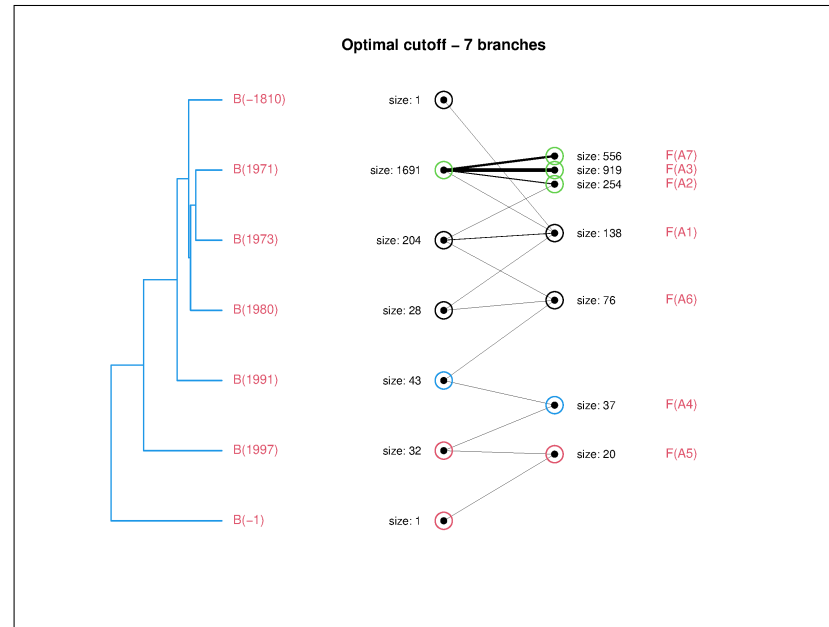 Optimal cutoff – 7 branches
B(−1810) size: 1
size: 556 F(A7)
B(1971) size: 1691 size: 919 F(A3)
size: 254 F(A2)
B(1973) size: 204 size: 138 F(A1)
B(1980) size: 28 size: 76 F(A6)
B(1991) size: 43
size: 37 F(A4)
B(1997) size: 32 size: 20 F(A5)
B(−1) size: 1